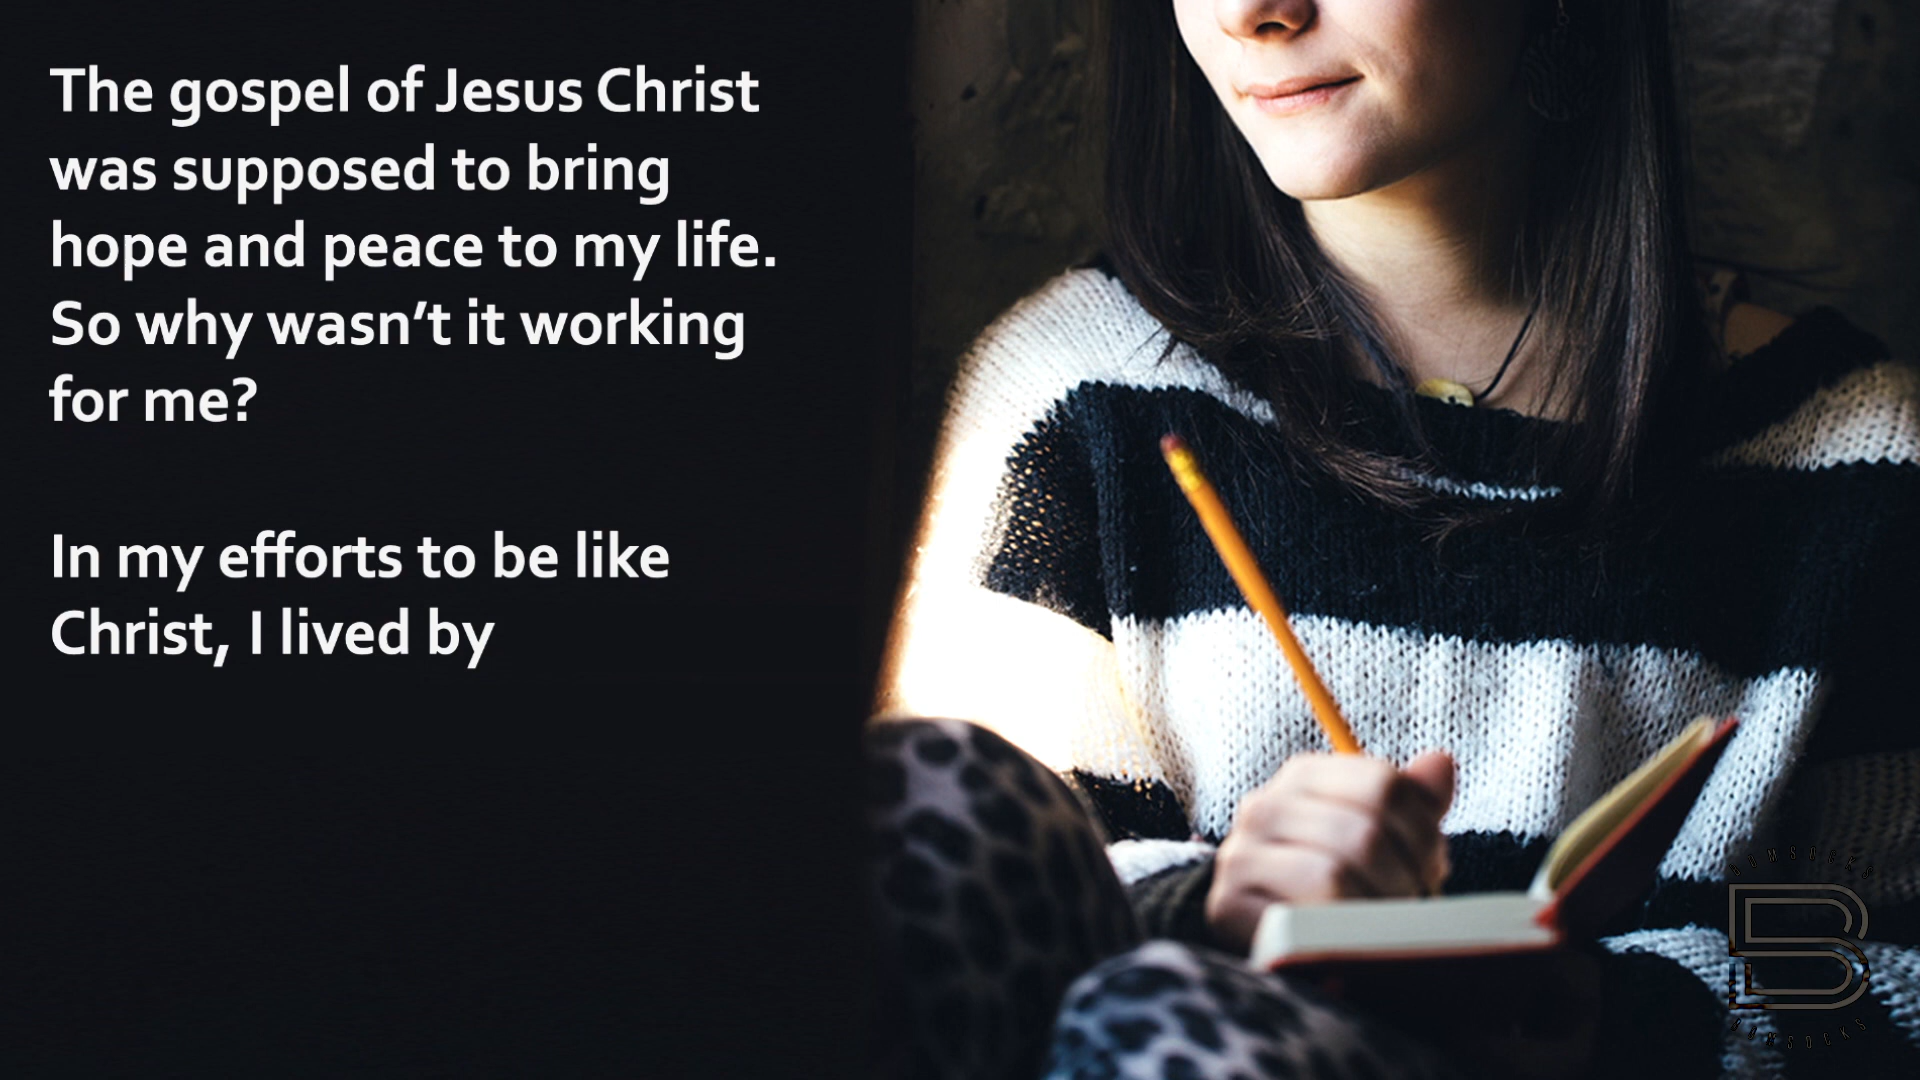 The gospel of Jesus Christ
was supposed to bring
hope and peace to my life.
So why wasn’t it working
for me?
In my efforts to be like
Christ, I lived by
B